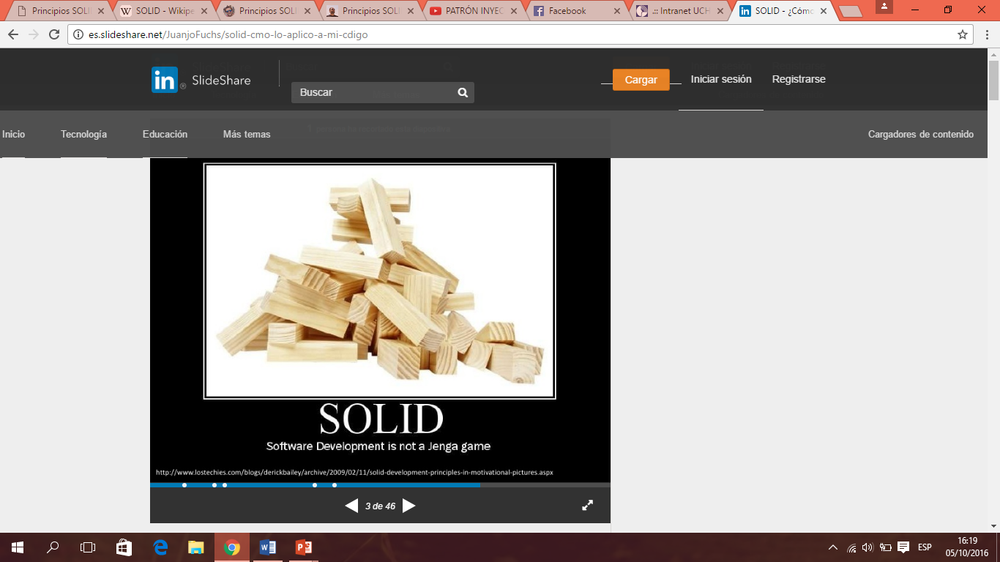 Principios SOLI
SOLID - Wikipe
Principios SOLI
Principios SOLI
PATRÓN INYEC
Facebook
.:: Intranet UCH
SOLID - ¿Cómo
es.slideshare.net/JuanjoFuchs/solid-cmo-lo-aplico-a-mi-cdigo
in ® SlideShare
Buscar
Cargar
Iniciar sesión
Registrarse
Inicio
Tecnología
Educación
Más temas
Cargadores de contenido
SOLID
Software Development is not a Jenga game
http://www.lostechies.com/blogs/derickbailey/archive/2009/02/11/solid-development-principles-in-motivational-pictures.aspx
3 de 46
ESP
16:19
05/10/2016